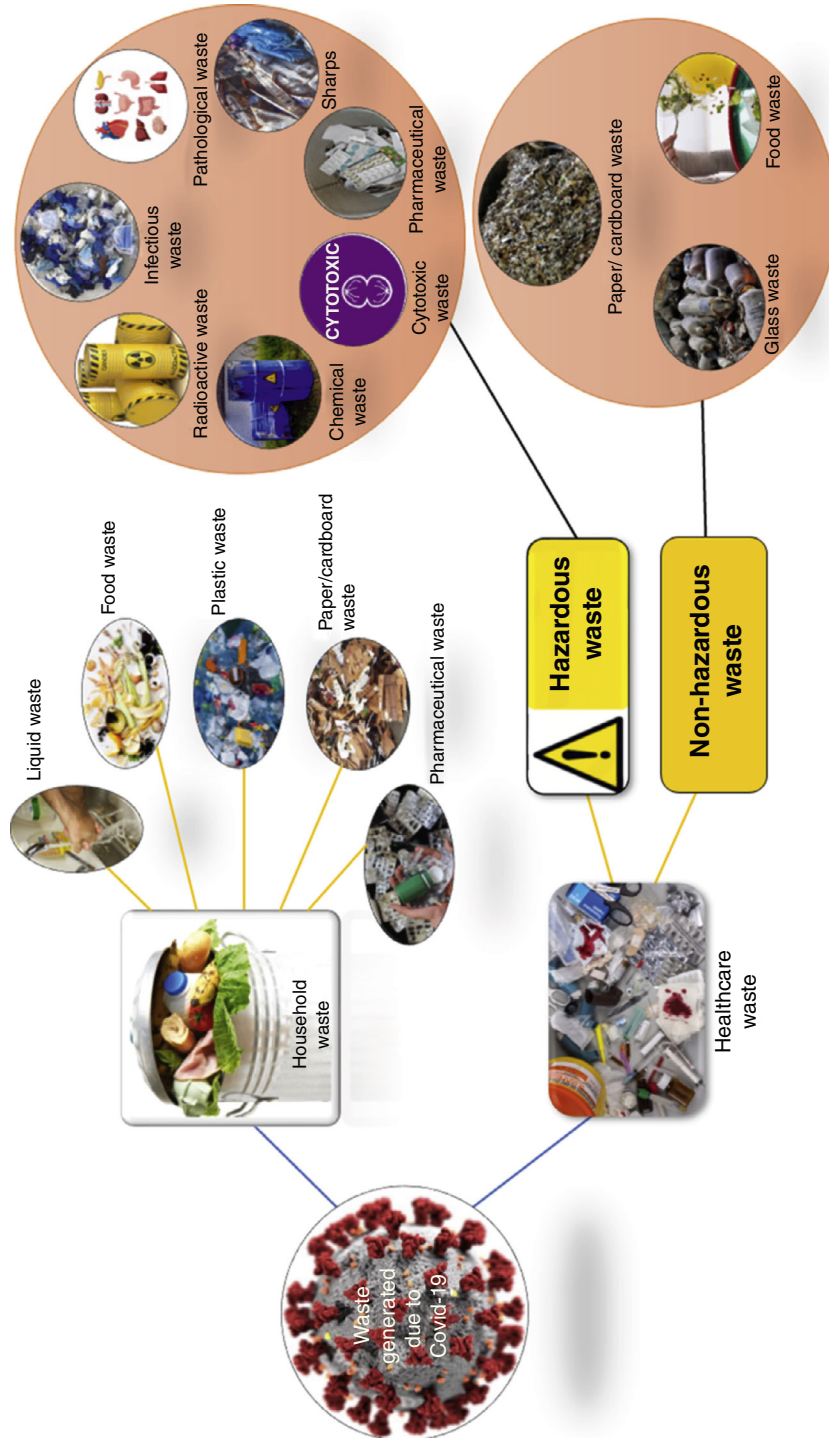 Waste
generated
due to
Covid-19
Household
waste
Liquid waste
Food waste
Plastic waste
Paper/cardboard
waste
Pharmaceutical waste
Healthcare
waste
Hazardous
waste
Non-hazardous
waste
Infectious
waste
Pathological waste
Radioactive waste
Sharps
Chemical
waste
CYTOTOXIC
Cytotoxic
waste
Pharmaceutical
waste
Paper/ cardboard waste
Glass waste
Food waste